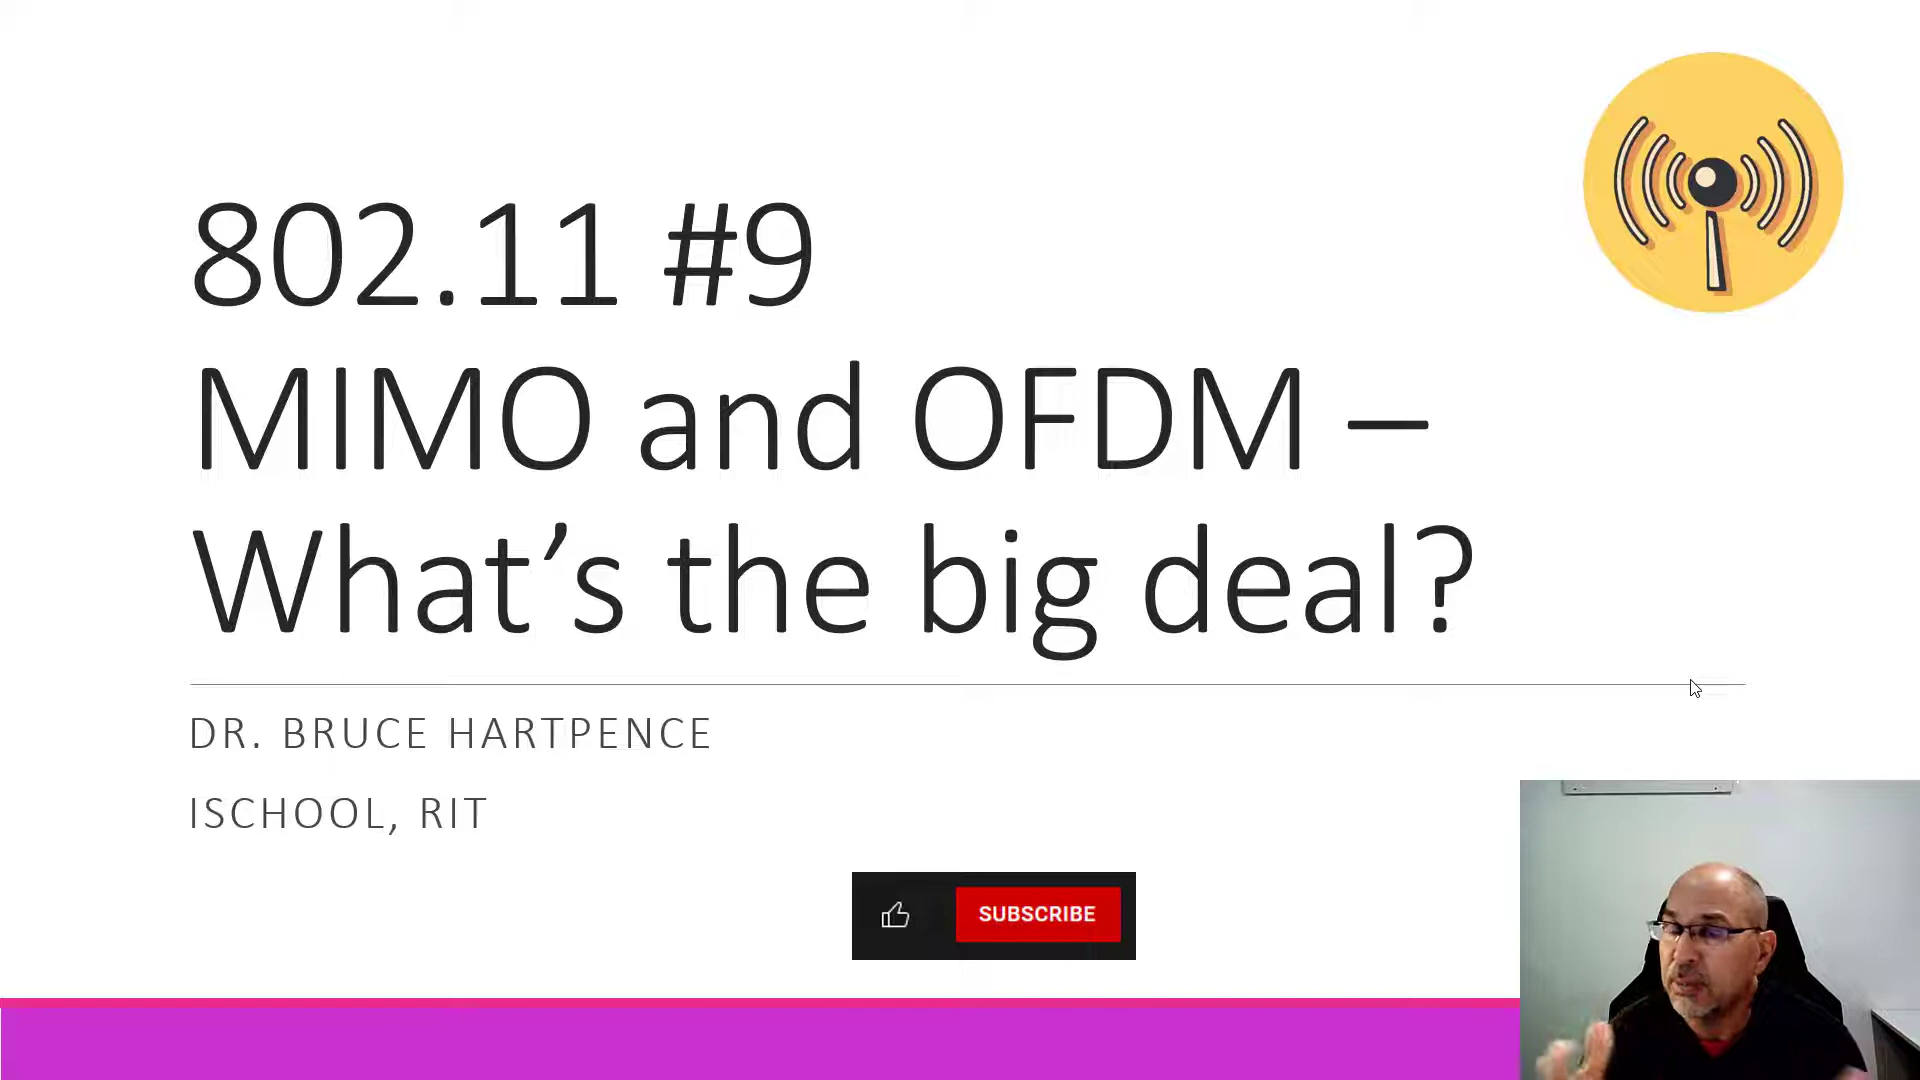 802.11 #9
MIMO and OFDM –
What’s the big deal?
DR. BRUCE HARTPENCE
ISCHOOL, RIT
SUBSCRIBE